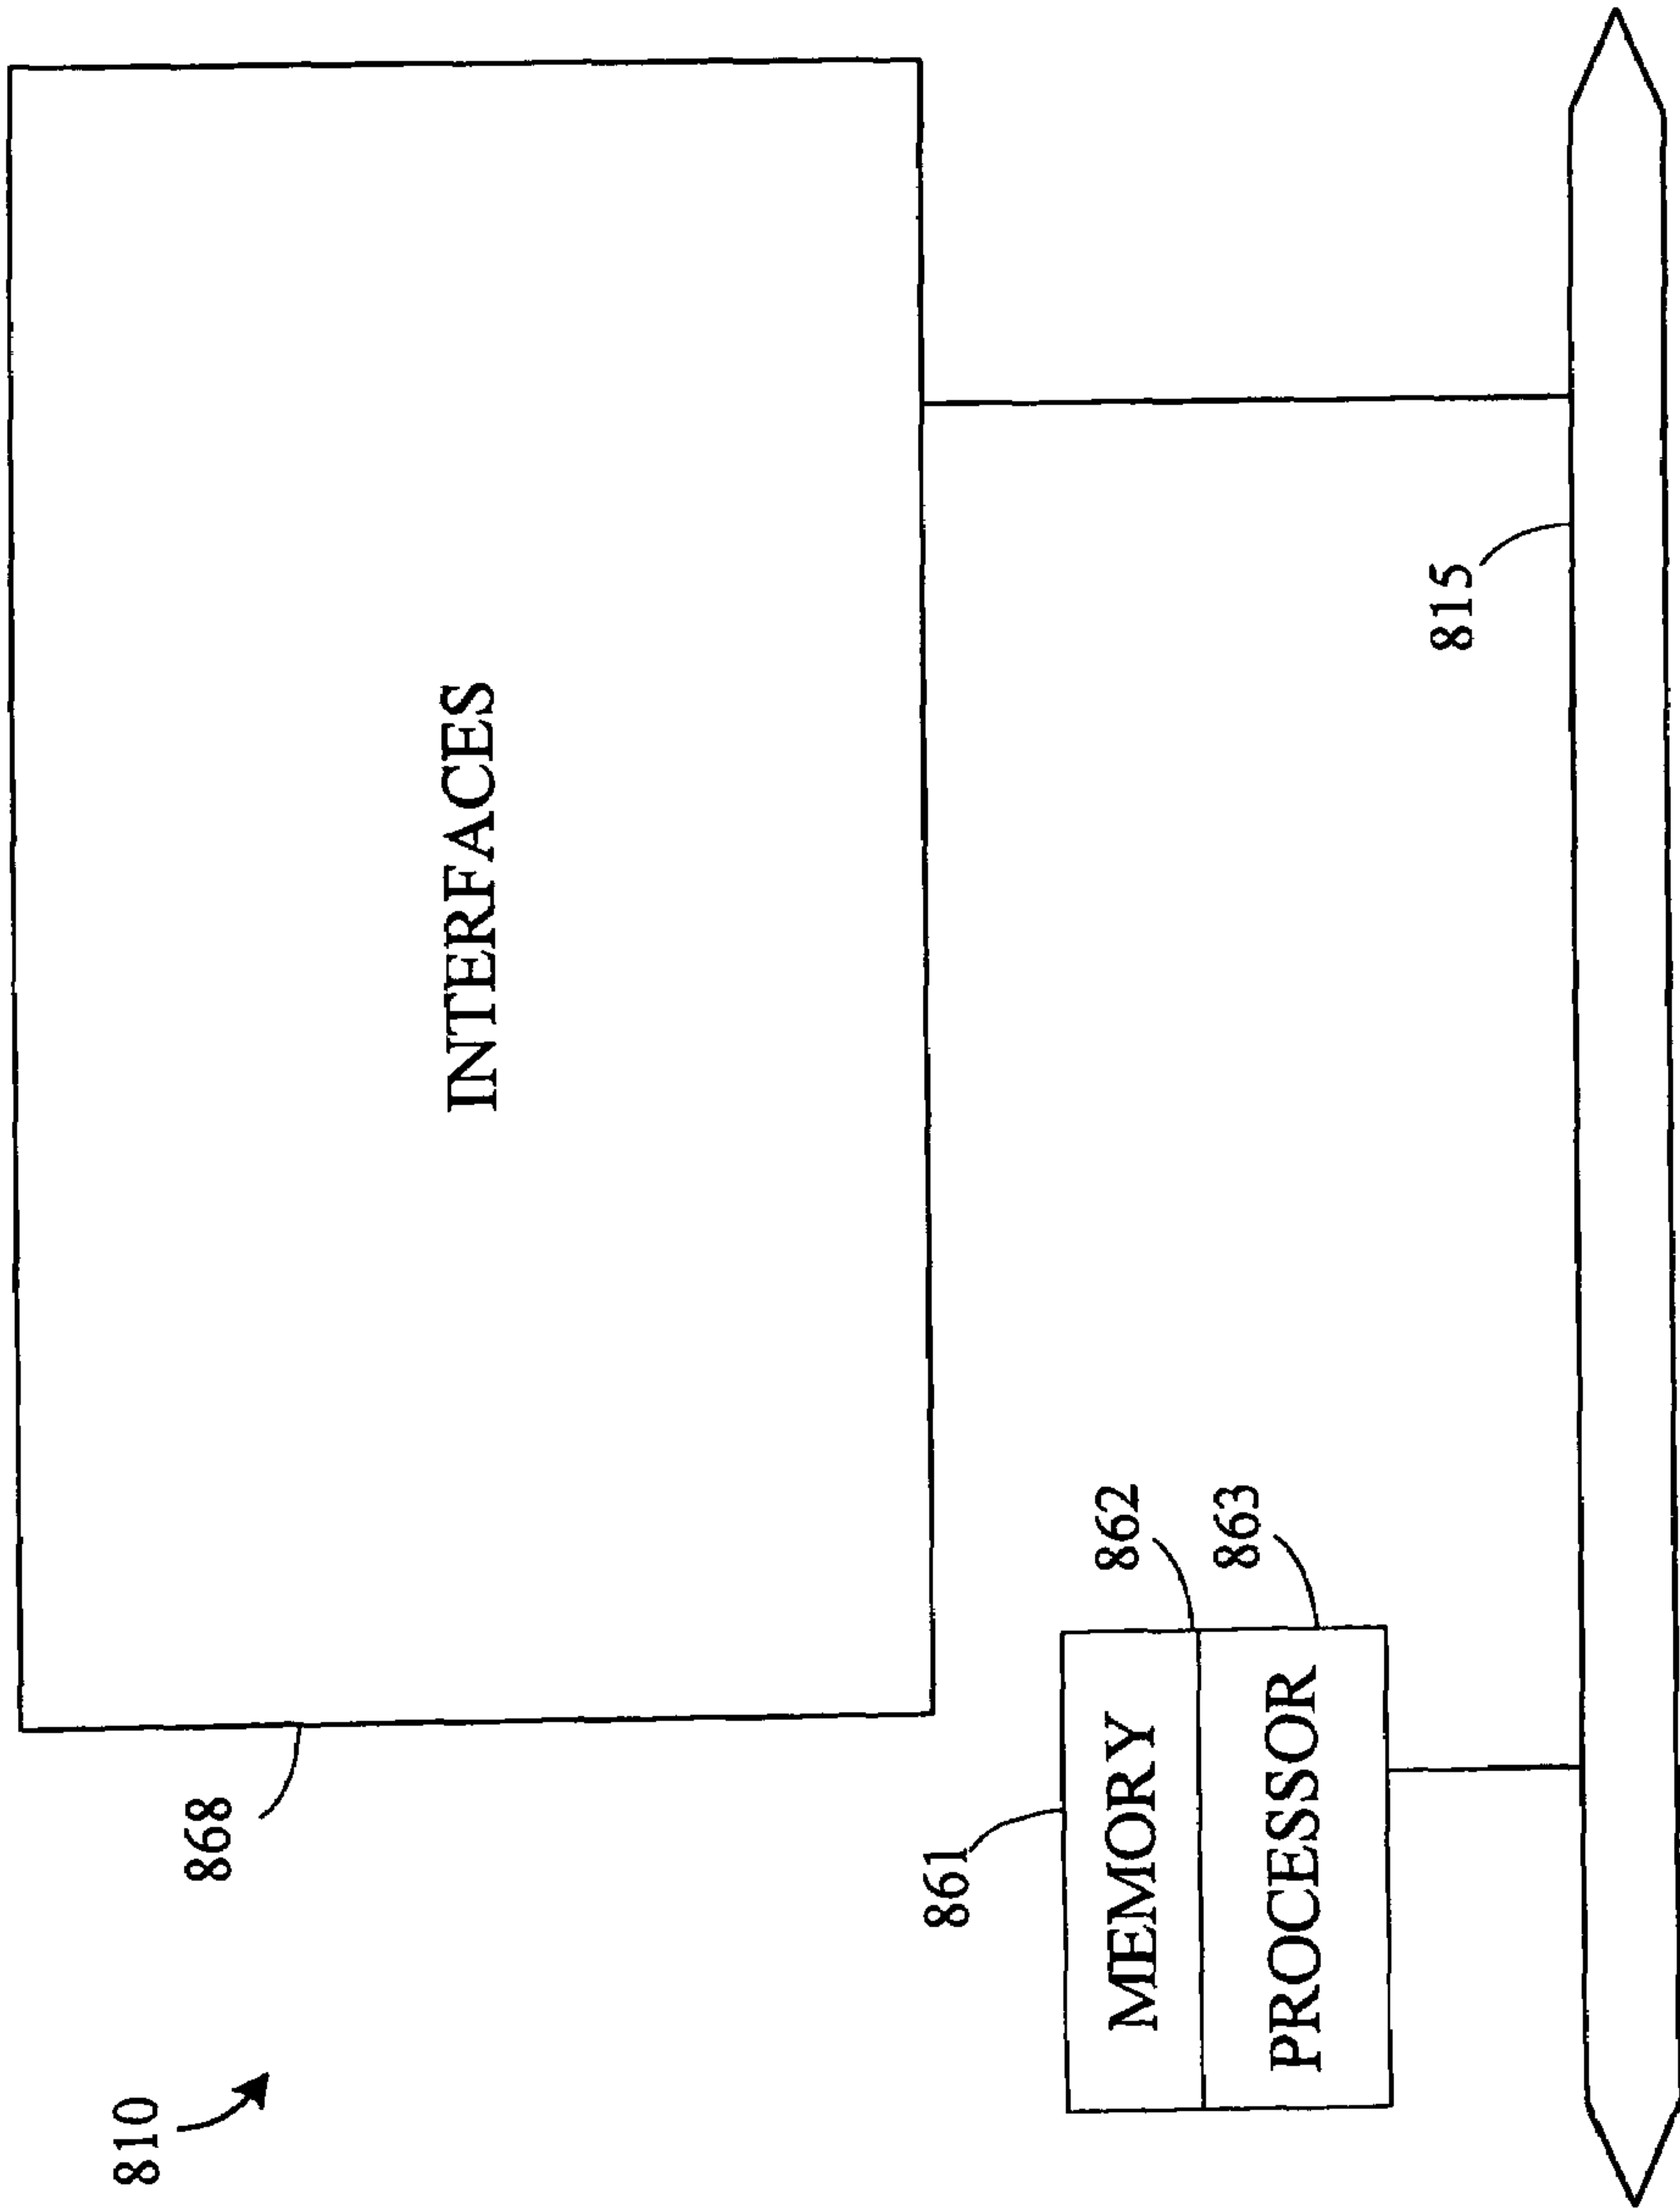 810
868
INTERFACES
861
MEMORY
862
PROCESSOR
863
815